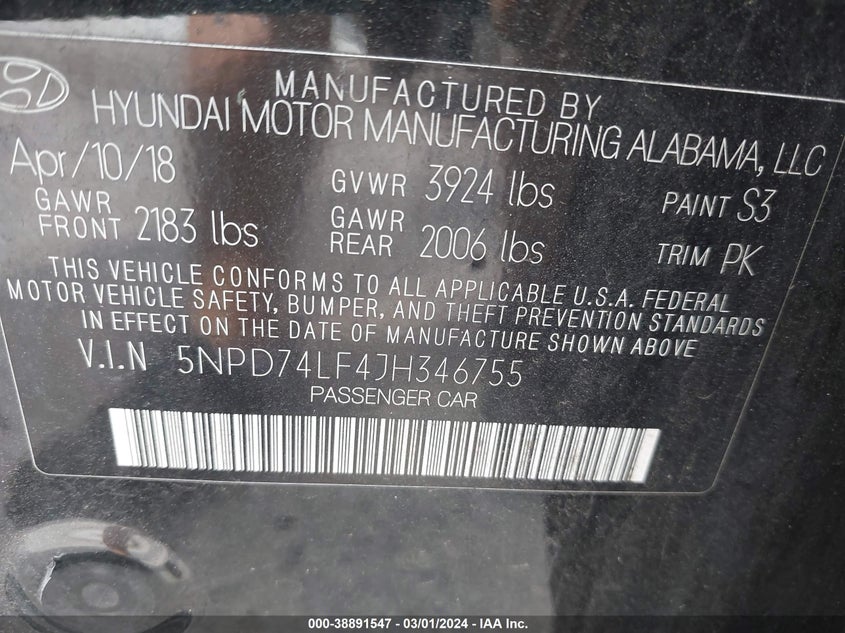 MANUFACTURED BY
HYUNDAI MOTOR MANUFACTURING ALABAMA, LLC
Apr/10/18 GVWR 3924 lbs PAINT S3
GAWR FRONT 2183 lbs GAWR REAR 2006 lbs TRIM PK
THIS VEHICLE CONFORMS TO ALL APPLICABLE U.S.A. FEDERAL
MOTOR VEHICLE SAFETY, BUMPER, AND THEFT PREVENTION STANDARDS
IN EFFECT ON THE DATE OF MANUFACTURE SHOWN ABOVE
V.I.N 5NPD74LF4JH346755
PASSENGER CAR
000-38891547 - 03/01/2024 - IAA Inc.